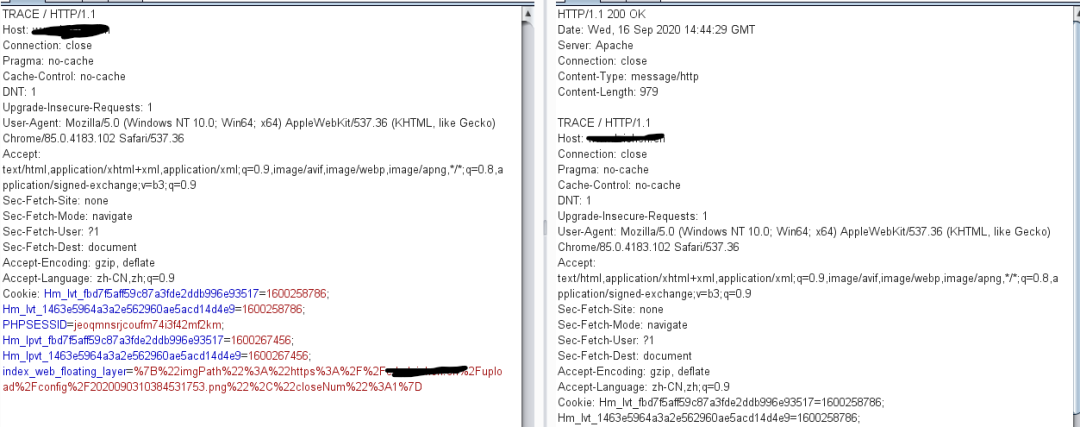 TRACE / HTTP/1.1
Host:
Connection: close
Pragma: no-cache
Cache-Control: no-cache
DNT: 1
Upgrade-Insecure-Requests: 1
User-Agent: Mozilla/5.0 (Windows NT 10.0; Win64; x64) AppleWebKit/537.36 (KHTML, like Gecko)
Chrome/85.0.4183.102 Safari/537.36
Accept:
text/html,application/xhtml+xml,application/xml;q=0.9,image/avif,image/webp,image/apng,*/*;q=0.8,a
pplication/signed-exchange;v=b3;q=0.9
Sec-Fetch-Site: none
Sec-Fetch-Mode: navigate
Sec-Fetch-User: ?1
Sec-Fetch-Dest: document
Accept-Encoding: gzip, deflate
Accept-Language: zh-CN,zh;q=0.9
Cookie: Hm_lvt_fbd7f5aff59c87a3fde2ddb996e93517=1600258786;
Hm_lvt_1463e5964a3a2e562960ae5acd14d4e9=1600258786;
PHPSESSID=jeoqmnsrjcoufm74i3f42mf2km;
Hm_lpvt_fbd7f5aff59c87a3fde2ddb996e93517=1600267456;
Hm_lpvt_1463e5964a3a2e562960ae5acd14d4e9=1600267456;
index_web_floating_layer=%7B%22imgPath%22%3A%22https%3A%2F%2F %2Fuplo
ad%2Fconfig%2F2020090310384531753.png%22%2C%22closeNum%22%3A1%7D
HTTP/1.1 200 OK
Date: Wed, 16 Sep 2020 14:44:29 GMT
Server: Apache
Connection: close
Content-Type: message/http
Content-Length: 979

TRACE / HTTP/1.1
Host:
Connection: close
Pragma: no-cache
Cache-Control: no-cache
DNT: 1
Upgrade-Insecure-Requests: 1
User-Agent: Mozilla/5.0 (Windows NT 10.0; Win64; x64) AppleWebKit/537.36 (KHTML, like Gecko)
Chrome/85.0.4183.102 Safari/537.36
Accept:
text/html,application/xhtml+xml,application/xml;q=0.9,image/avif,image/webp,image/apng,*/*;q=0.8,a
pplication/signed-exchange;v=b3;q=0.9
Sec-Fetch-Site: none
Sec-Fetch-Mode: navigate
Sec-Fetch-User: ?1
Sec-Fetch-Dest: document
Accept-Encoding: gzip, deflate
Accept-Language: zh-CN,zh;q=0.9
Cookie: Hm_lvt_fbd7f5aff59c87a3fde2ddb996e93517=1600258786;
Hm_lvt_1463e5964a3a2e562960ae5acd14d4e9=1600258786;